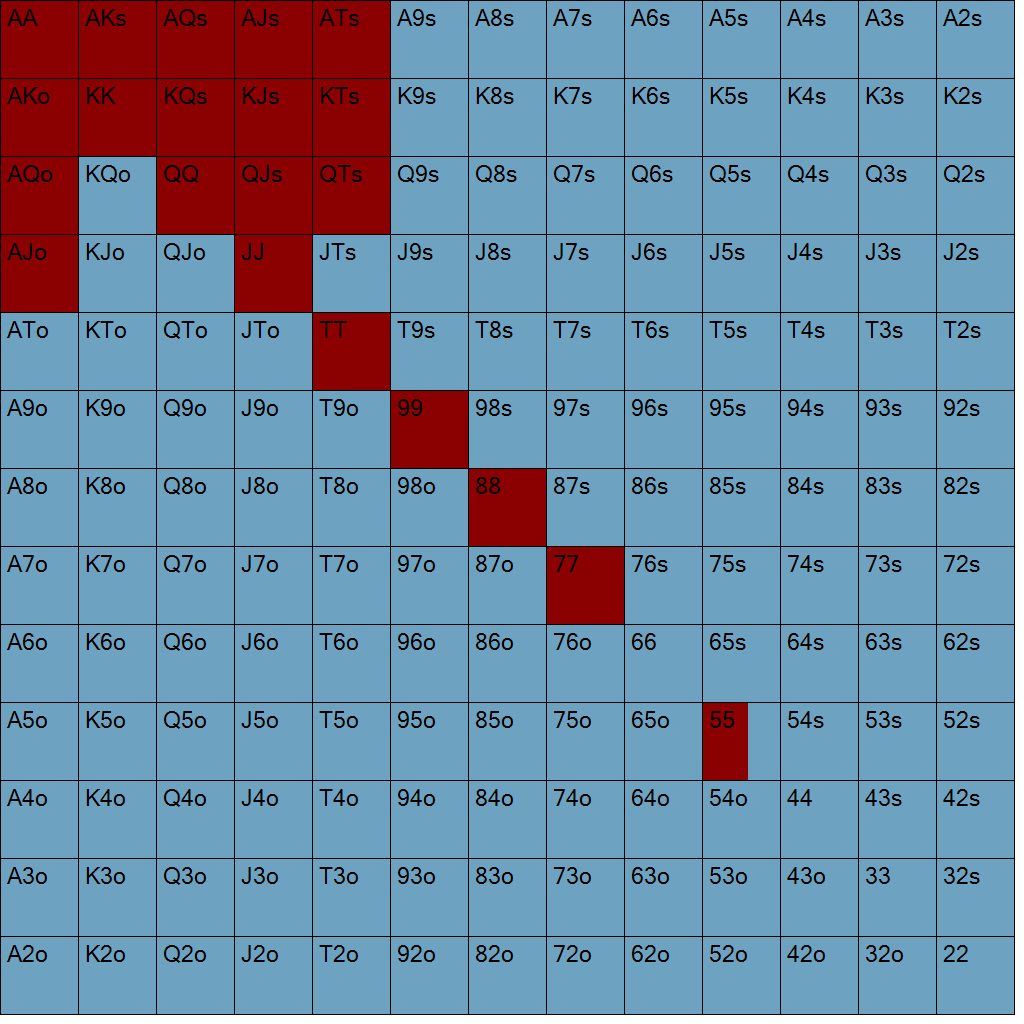 AA AKs AQs AJs ATs A9s A8s A7s A6s A5s A4s A3s A2s
AKo KK KQs KJs KTs K9s K8s K7s K6s K5s K4s K3s K2s
AQo KQo QQ QJs QTs Q9s Q8s Q7s Q6s Q5s Q4s Q3s Q2s
AJo KJo QJo JJ JTs J9s J8s J7s J6s J5s J4s J3s J2s
ATo KTo QTo JTo TT T9s T8s T7s T6s T5s T4s T3s T2s
A9o K9o Q9o J9o T9o 99 98s 97s 96s 95s 94s 93s 92s
A8o K8o Q8o J8o T8o 98o 88 87s 86s 85s 84s 83s 82s
A7o K7o Q7o J7o T7o 97o 87o 77 76s 75s 74s 73s 72s
A6o K6o Q6o J6o T6o 96o 86o 76o 66 65s 64s 63s 62s
A5o K5o Q5o J5o T5o 95o 85o 75o 65o 55 54s 53s 52s
A4o K4o Q4o J4o T4o 94o 84o 74o 64o 54o 44 43s 42s
A3o K3o Q3o J3o T3o 93o 83o 73o 63o 53o 43o 33 32s
A2o K2o Q2o J2o T2o 92o 82o 72o 62o 52o 42o 32o 22